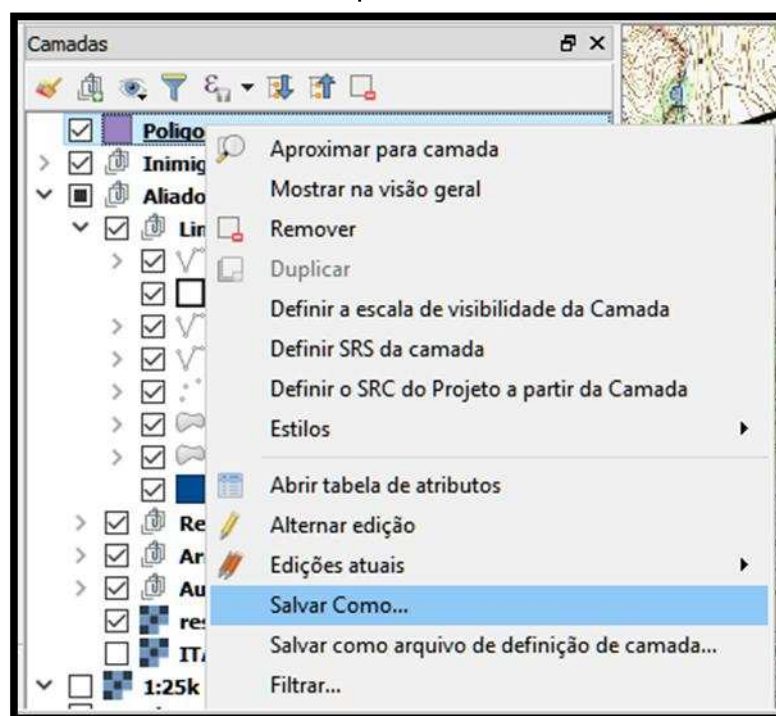 Camadas
Aproximar para camada
Mostrar na visão geral
Remover
Duplicar
Definir a escala de visibilidade da Camada
Definir SRS da camada
Definir o SRC do Projeto a partir da Camada
Estilos
Abrir tabela de atributos
Alternar edição
Edições atuais
Salvar Como...
Salvar como arquivo de definição de camada...
Filtrar...
Poligo
Inimig
Aliado
Lin
Re
Ar
Au
res
ITA
1:25k